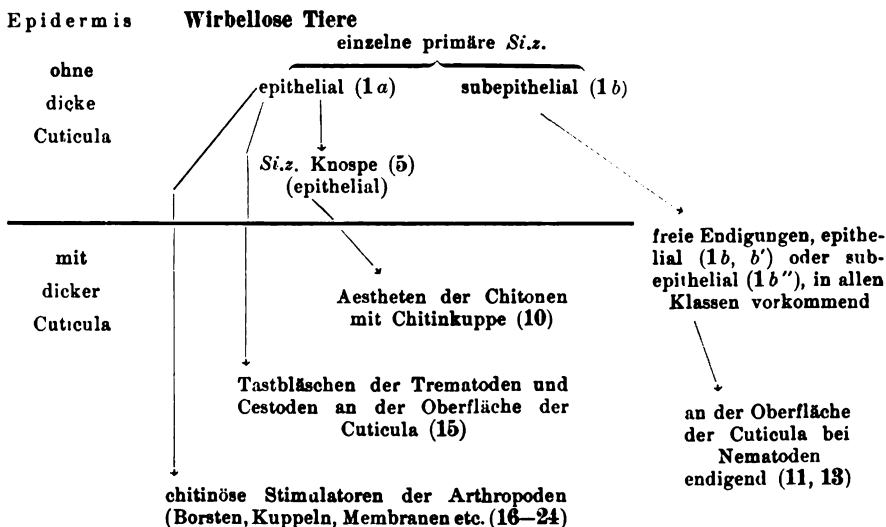 Epidermis Wirbellose Tiere
einzelne primäre Si.z.
ohne
dicke
Cuticula
epithelial (1a)
subepithelial (1b)
Si.z. Knospe (5)
(epithelial)
mit
dicker
Cuticula
freie Endigungen, epithe-
lial (1b, b′) oder sub-
epithelial (1b″), in allen
Klassen vorkommend
Aestheten der Chitonen
mit Chitinkuppe (10)
Tastbläschen der Trematoden und
Cestoden an der Oberfläche der
Cuticula (15)
an der Oberfläche
der Cuticula bei
Nematoden
endigend (11, 13)
chitinöse Stimulatoren der Arthropoden
(Borsten, Kuppeln, Membranen etc. (16—24)